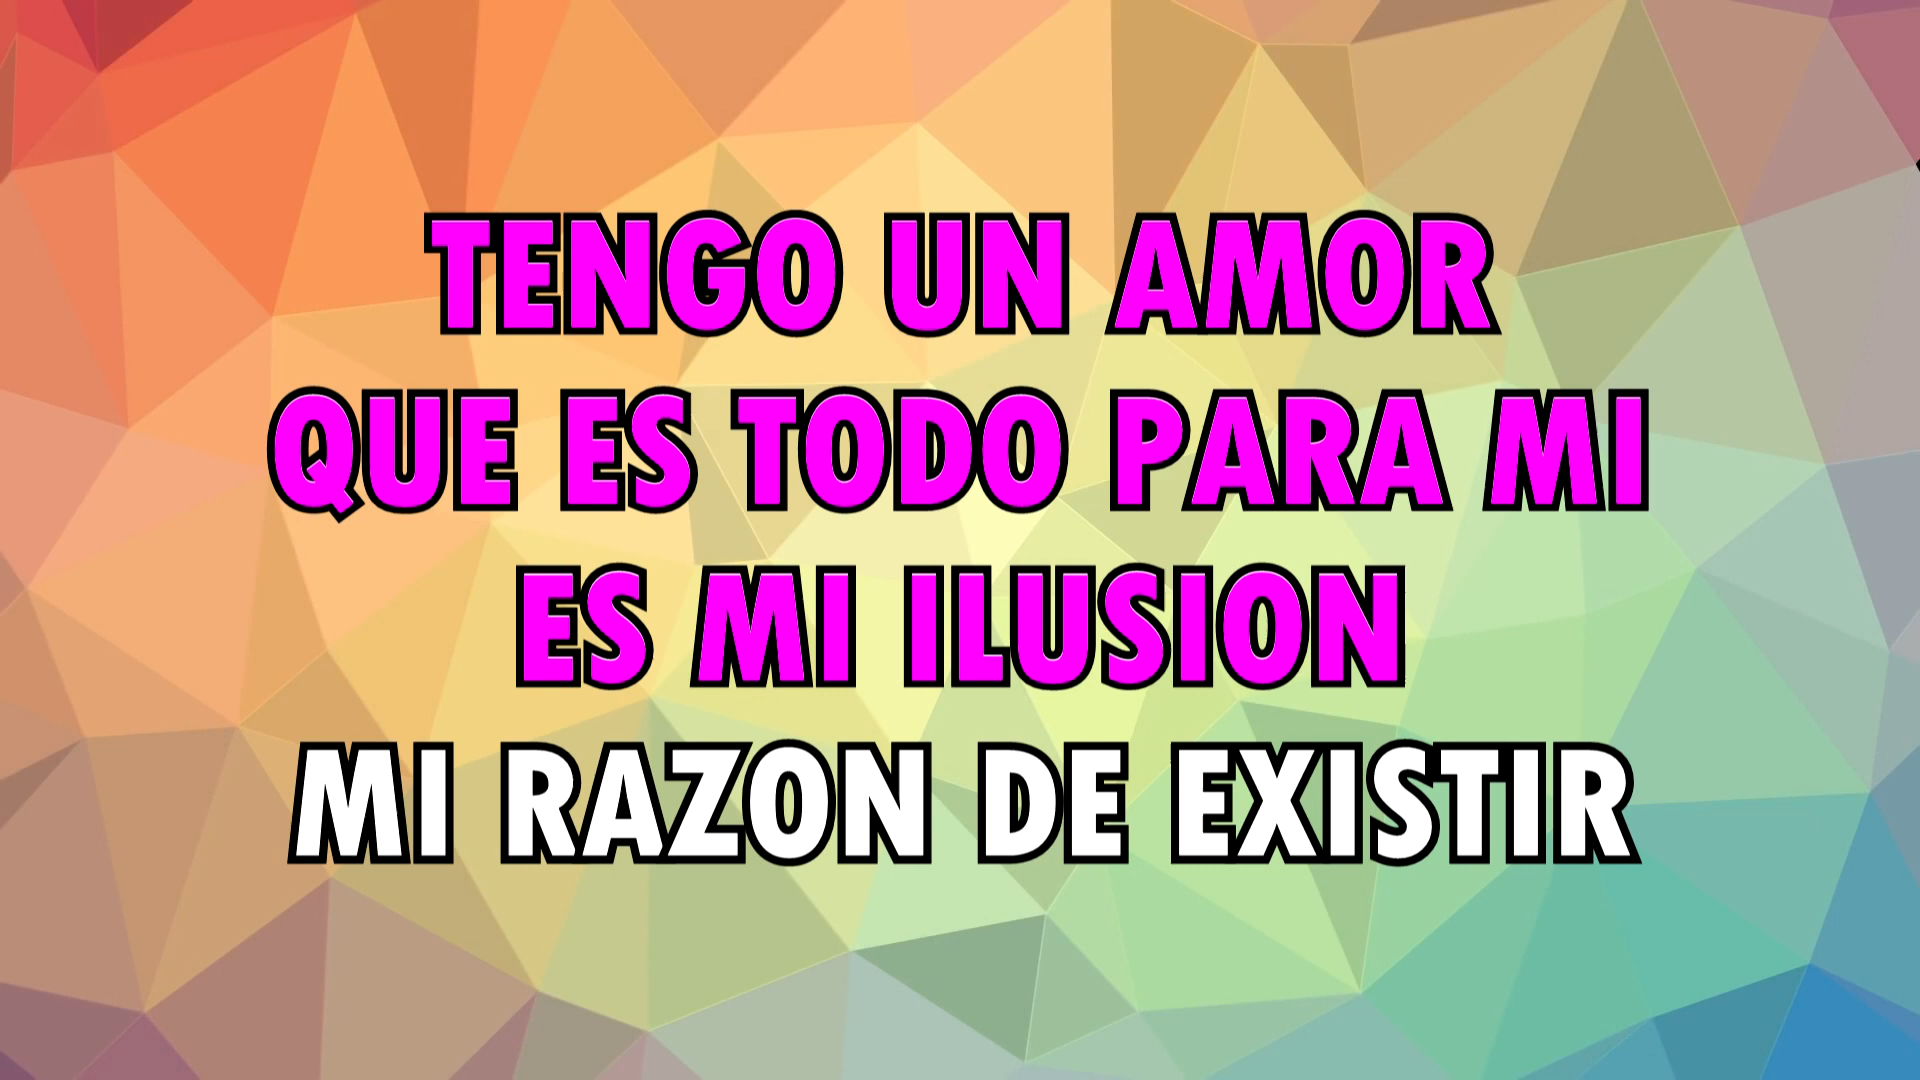 TENGO UN AMOR
QUE ES TODO PARA MI
ES MI ILUSION
MI RAZON DE EXISTIR